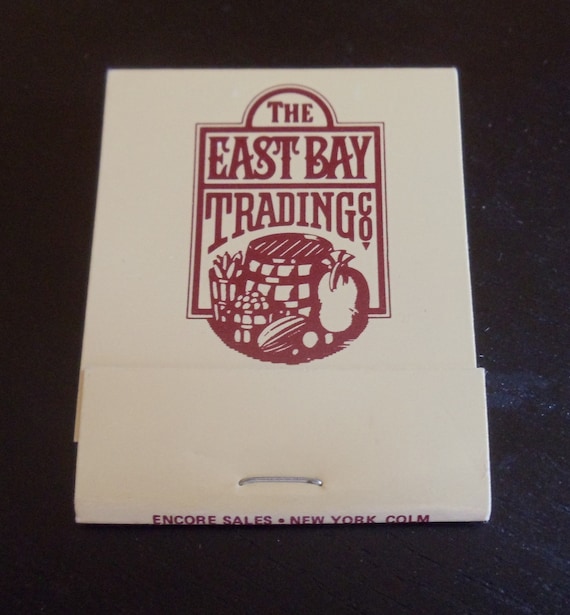 THE
EAST BAY
TRADING CO
ENCORE SALES • NEW YORK COLM